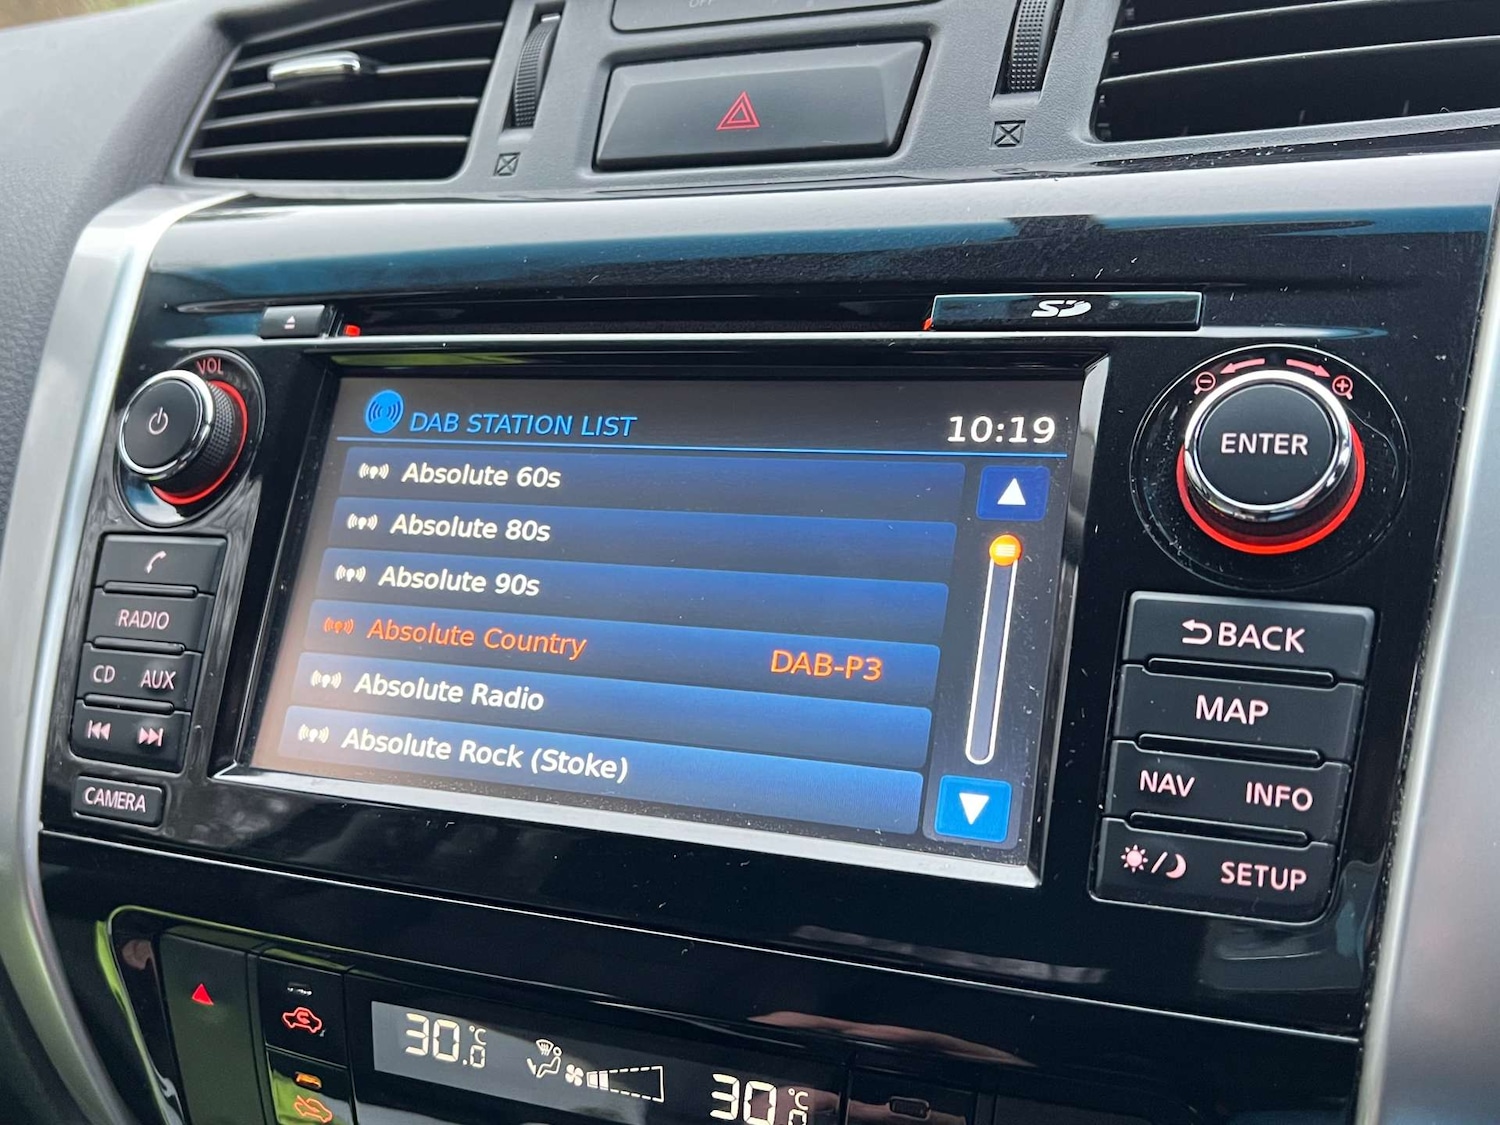 OFF
SD
VOL
DAB STATION LIST
10:19
Absolute 60s
Absolute 80s
Absolute 90s
Absolute Country
DAB-P3
Absolute Radio
Absolute Rock (Stoke)
ENTER
RADIO
CD AUX
CAMERA
BACK
MAP
NAV INFO
SETUP
30.0 °C
30.0 °C